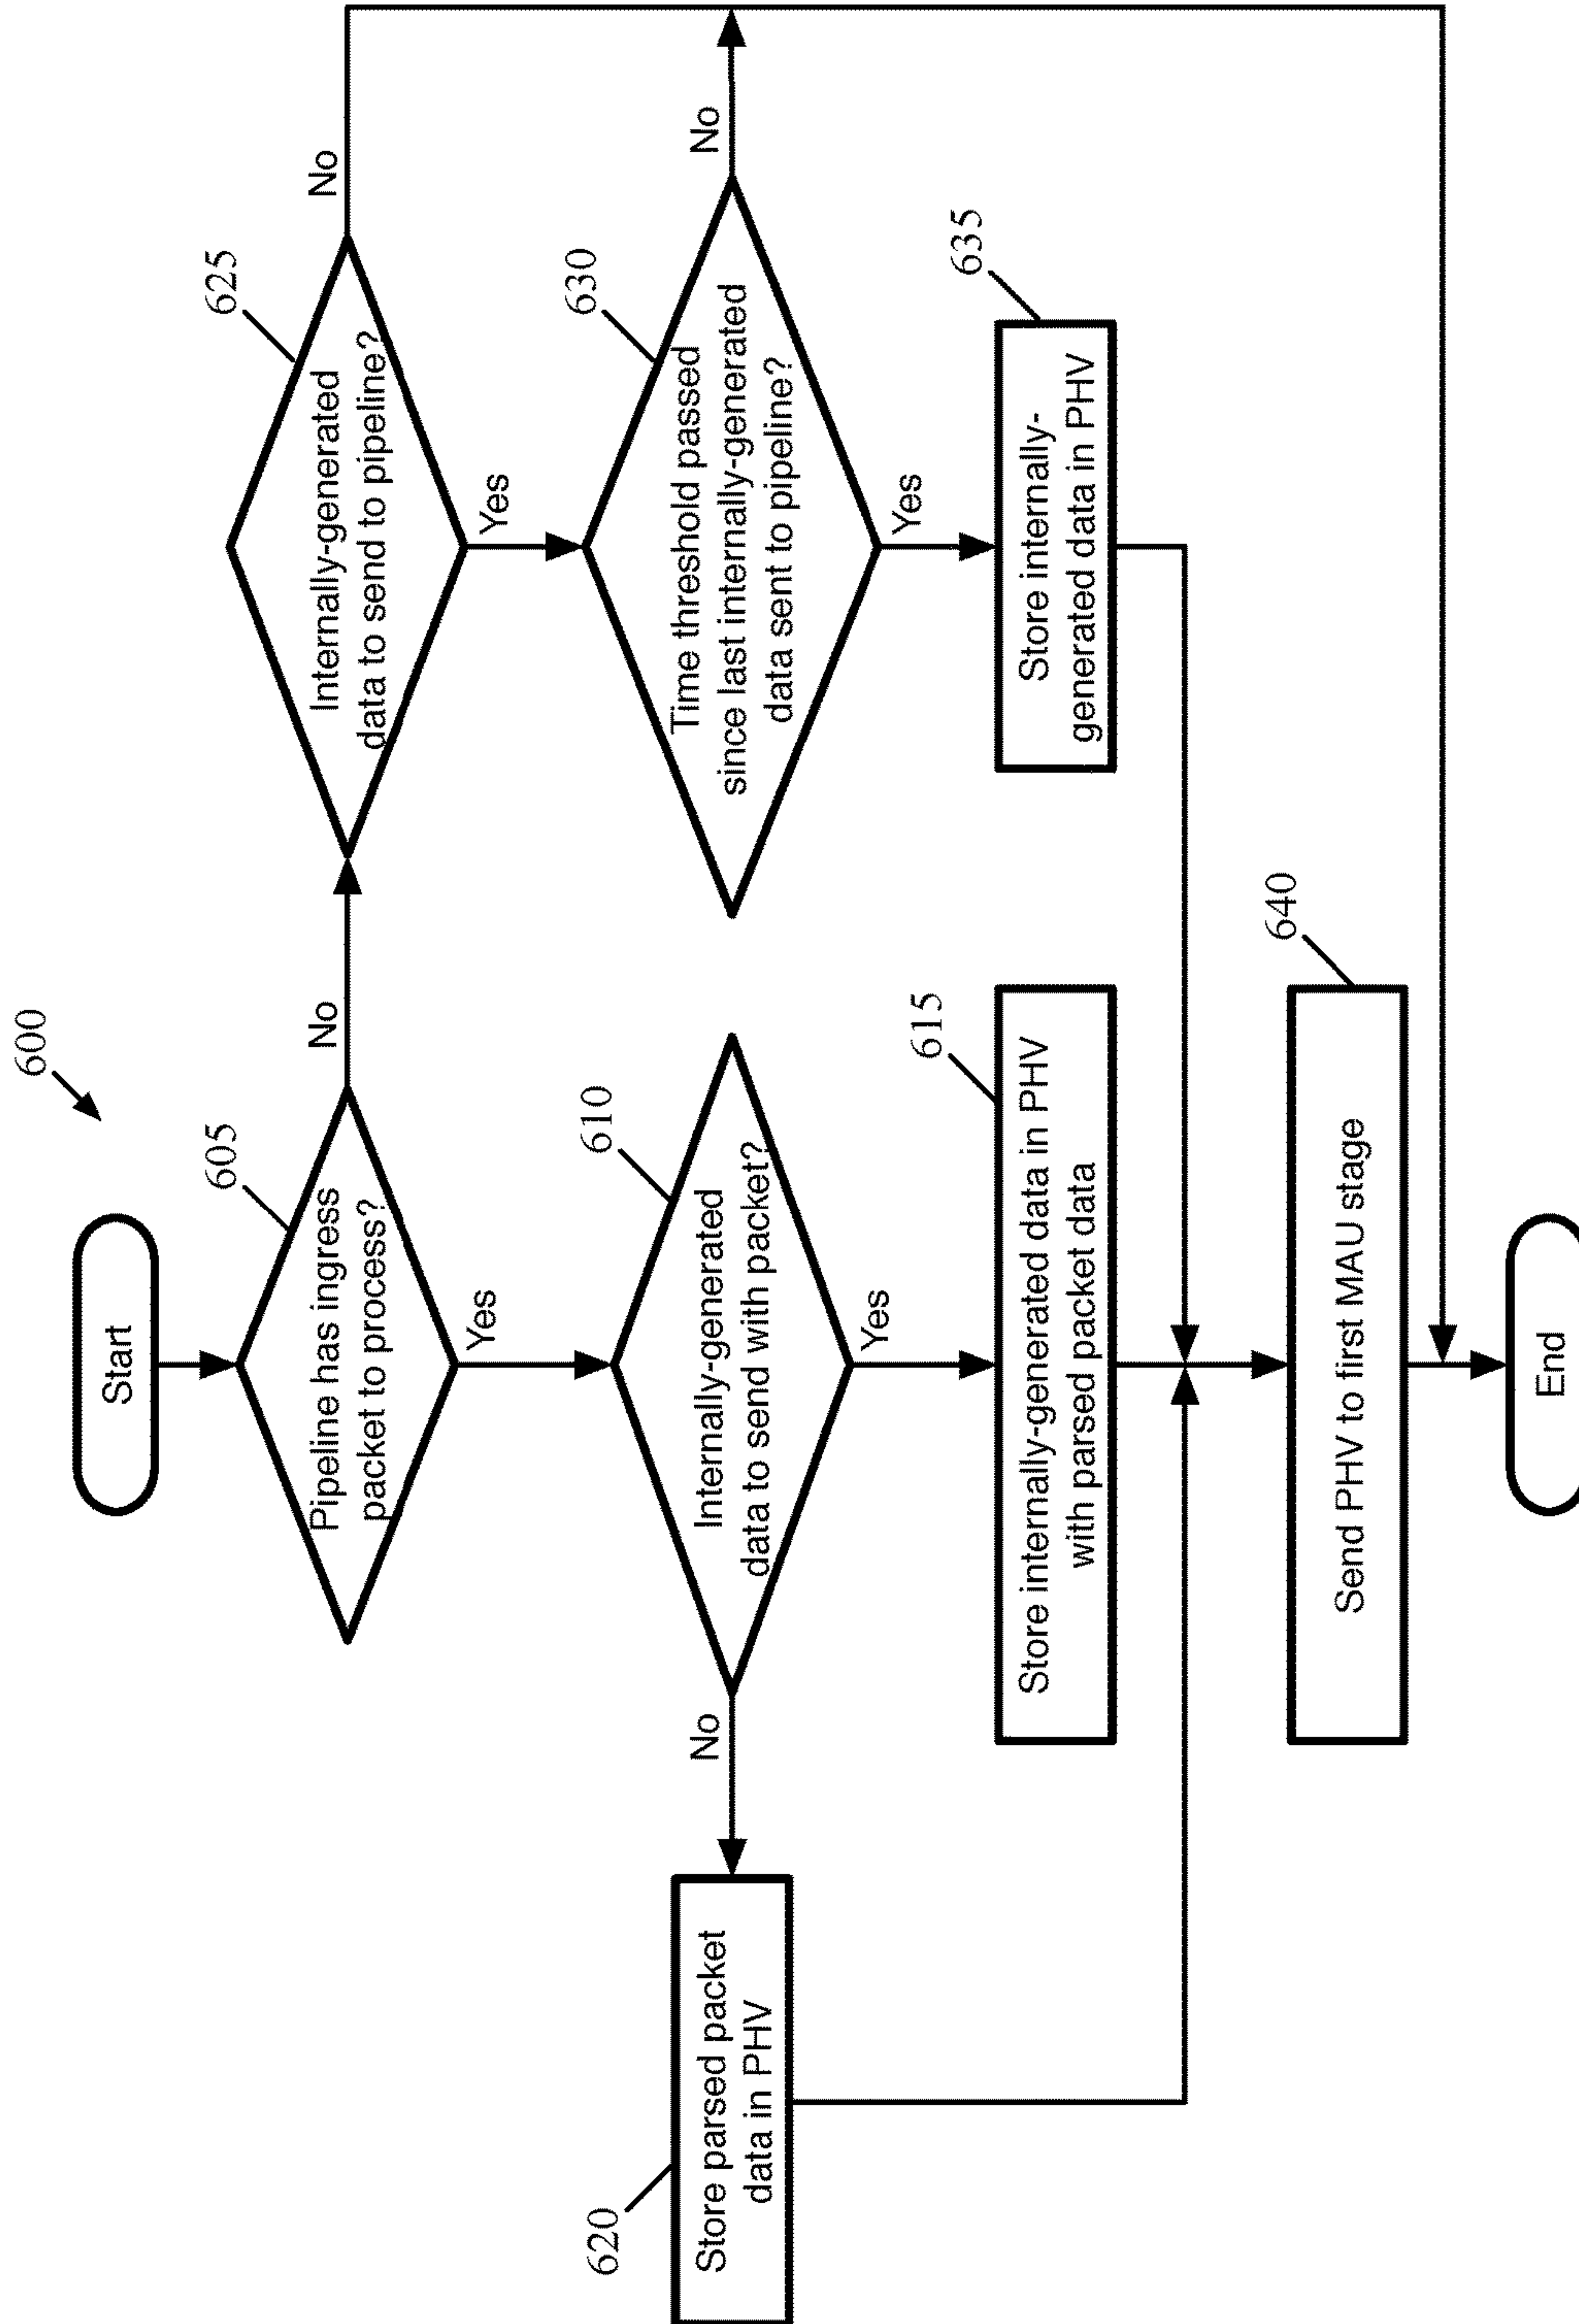 600
Start
605
Pipeline has ingress
packet to process?
No
Yes
625
Internally-generated
data to send to pipeline?
No
Yes
610
Internally-generated
data to send with packet?
No
Yes
630
Time threshold passed
since last internally-generated
data sent to pipeline?
No
Yes
620
Store parsed packet
data in PHV
615
Store internally-generated data in PHV
with parsed packet data
635
Store internally-
generated data in PHV
640
Send PHV to first MAU stage
End